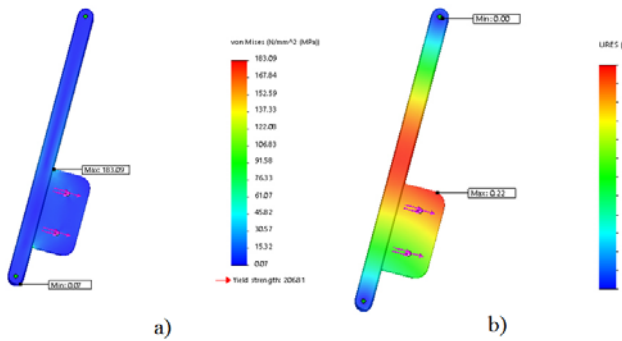 von Mises (N/mm^2 (MPa))
183.09
167.84
152.59
137.33
122.08
106.83
91.58
76.33
61.07
45.82
30.57
15.32
0.07
Yield strength: 206.81
Max: 183.09
Min: 0.07
a)
Min: 0.00
URES (
Max: 0.22
b)